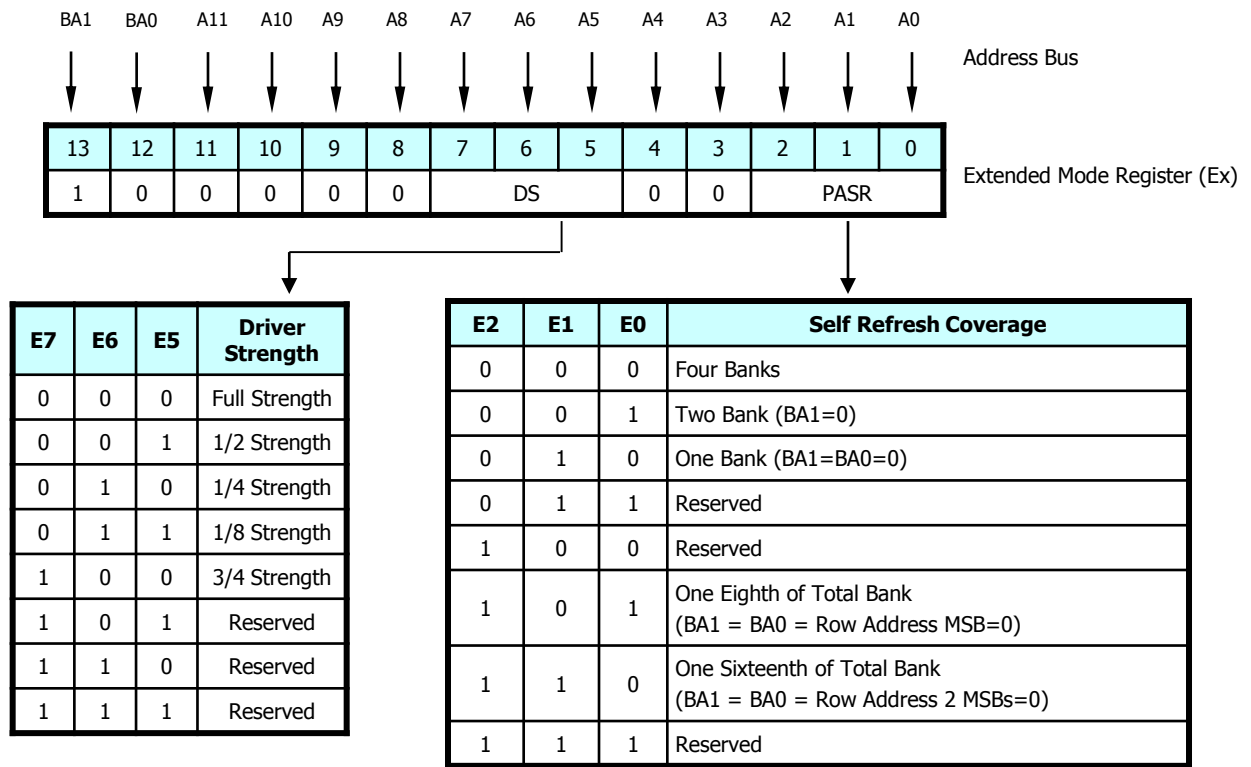 BA1 BA0 A11 A10 A9 A8 A7 A6 A5 A4 A3 A2 A1 A0
Address Bus
13 12 11 10 9 8 7 6 5 4 3 2 1 0
1 0 0 0 0 0 DS 0 0 PASR
Extended Mode Register (Ex)
E7 E6 E5 Driver Strength
0 0 0 Full Strength
0 0 1 1/2 Strength
0 1 0 1/4 Strength
0 1 1 1/8 Strength
1 0 0 3/4 Strength
1 0 1 Reserved
1 1 0 Reserved
1 1 1 Reserved
E2 E1 E0 Self Refresh Coverage
0 0 0 Four Banks
0 0 1 Two Bank (BA1=0)
0 1 0 One Bank (BA1=BA0=0)
0 1 1 Reserved
1 0 0 Reserved
1 0 1 One Eighth of Total Bank
(BA1 = BA0 = Row Address MSB=0)
1 1 0 One Sixteenth of Total Bank
(BA1 = BA0 = Row Address 2 MSBs=0)
1 1 1 Reserved